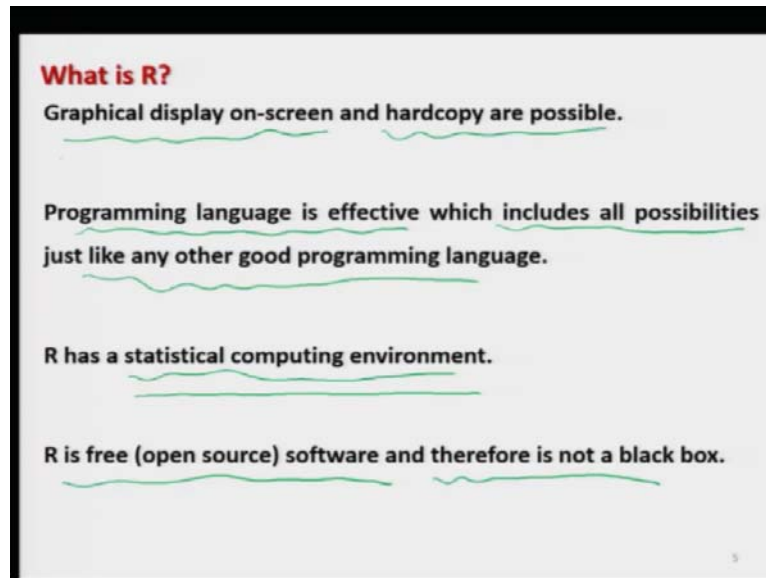 What is R?
Graphical display on-screen and hardcopy are possible.
Programming language is effective which includes all possibilities
just like any other good programming language.
R has a statistical computing environment.
R is free (open source) software and therefore is not a black box.
5